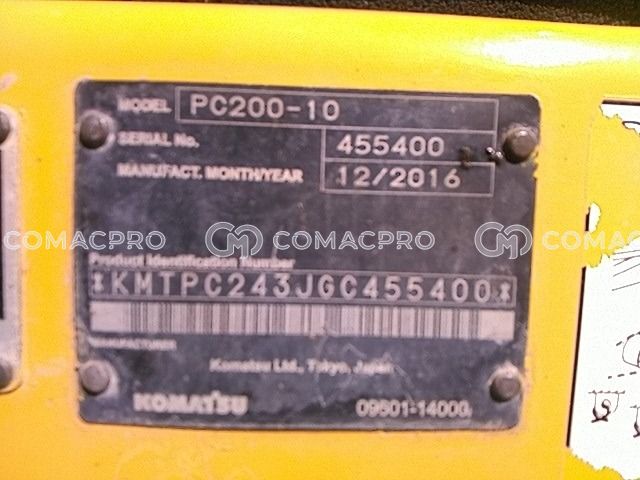 MODEL PC200-10
SERIAL No. 455400
MANUFACT. MONTH/YEAR 12/2016
COMACPRO COMACPRO COMACPRO
Product Identification Number
*KMTPC243JGC455400*
MANUFACTURER
Komatsu Ltd., Tokyo, Japan
KOMATSU 09601-14000